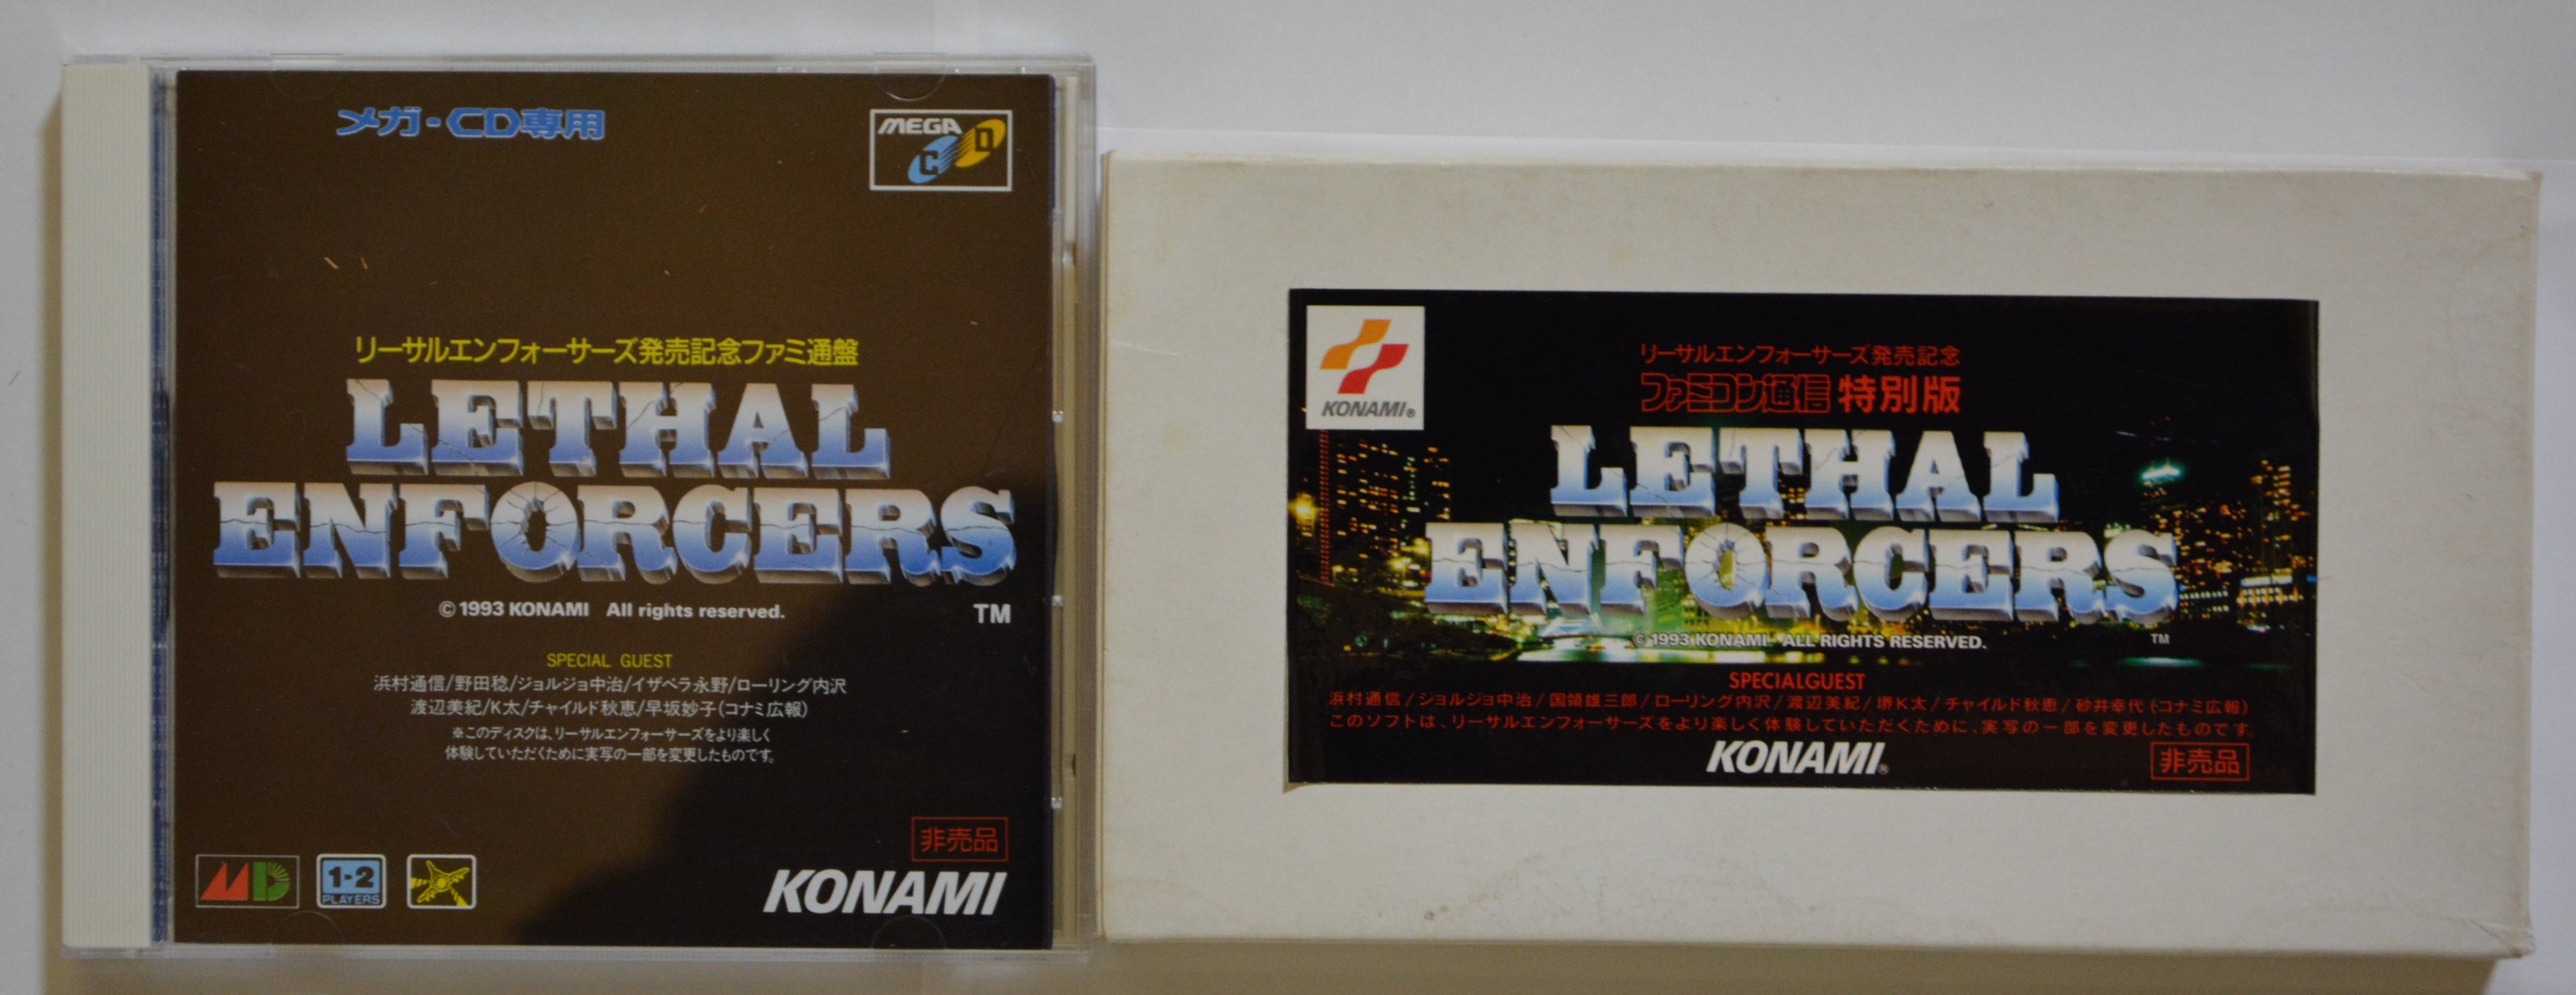 メガ-CD専用
MEGA CD
リーサルエンフォーサーズ発売記念ファミ通盤
LETHAL
ENFORCERS
TM
© 1993 KONAMI All rights reserved.
SPECIAL GUEST
浜村通信/野田稔/ジョルジョ中治/イザベラ永野/ローリング内沢
渡辺美紀/K太/チャイルド秋恵/早坂妙子(コナミ広報)
※このディスクは、リーサルエンフォーサーズをより楽しく
体験していただくために実写の一部を変更したものです。
非売品
MD
1-2
PLAYERS
KONAMI
KONAMI®
リーサルエンフォーサーズ発売記念
ファミコン通信 特別版
LETHAL
ENFORCERS
TM
© 1993 KONAMI ALL RIGHTS RESERVED.
SPECIALGUEST
浜村通信/ジョルジョ中治/国領雄三郎/ローリング内沢/渡辺美紀/堺K太/チャイルド秋恵/砂井幸代(コナミ広報)
このソフトは、リーサルエンフォーサーズをより楽しく体験していただくために、実写の一部を変更したものです。
KONAMI®
非売品